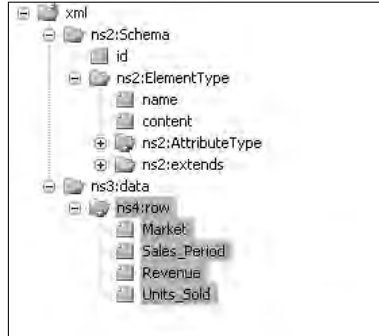 xml
ns2:Schema
id
ns2:ElementType
name
content
ns2:AttributeType
ns2:extends
ns3:data
ns4:row
Market
Sales_Period
Revenue
Units_Sold